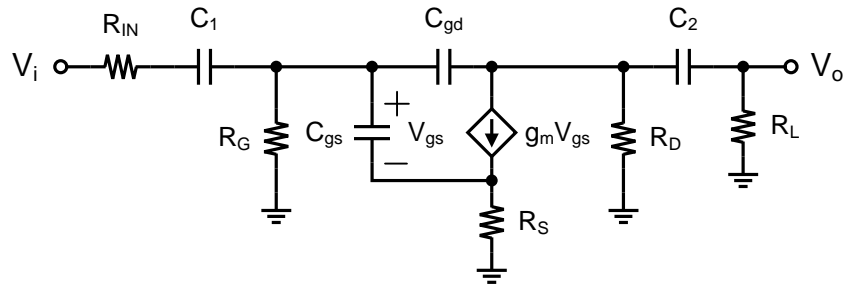 R_IN
C_1
C_gd
C_2
V_i
V_o
R_G
C_gs
+
V_gs
−
g_mV_gs
R_D
R_L
R_S